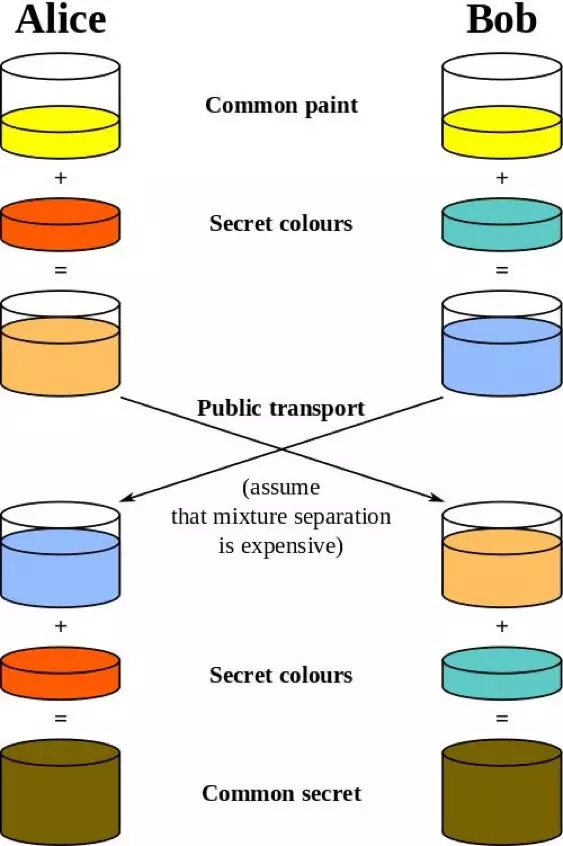 Alice Bob
Common paint
+ +
Secret colours
= =
Public transport
(assume
that mixture separation
is expensive)
+ +
Secret colours
= =
Common secret